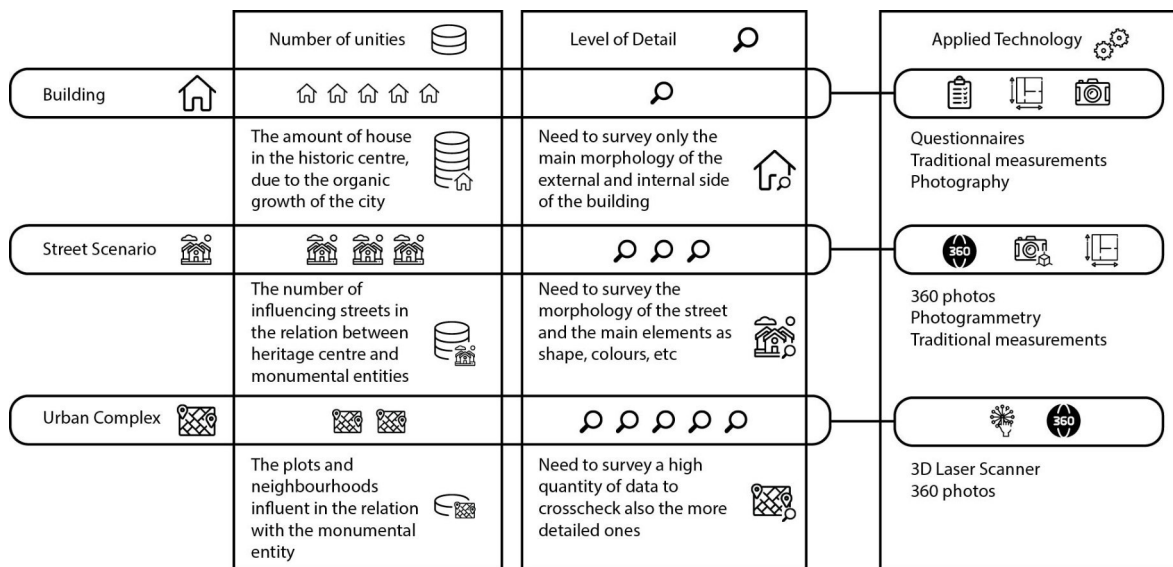 Number of unities
Level of Detail
Applied Technology
Building
The amount of house
in the historic centre,
due to the organic
growth of the city
Need to survey only the
main morphology of the
external and internal side
of the building
Questionnaires
Traditional measurements
Photography
Street Scenario
360
The number of
influencing streets in
the relation between
heritage centre and
monumental entities
Need to survey the
morphology of the street
and the main elements as
shape, colours, etc
360 photos
Photogrammetry
Traditional measurements
Urban Complex
360
The plots and
neighbourhoods
influent in the relation
with the monumental
entity
Need to survey a high
quantity of data to
crosscheck also the more
detailed ones
3D Laser Scanner
360 photos